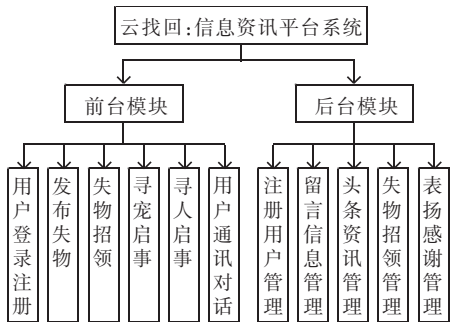 云找回:信息资讯平台系统
前台模块
后台模块
用户登录注册
发布失物
失物招领
寻宠启事
寻人启事
用户通讯对话
注册用户管理
留言信息管理
头条资讯管理
失物招领管理
表扬感谢管理